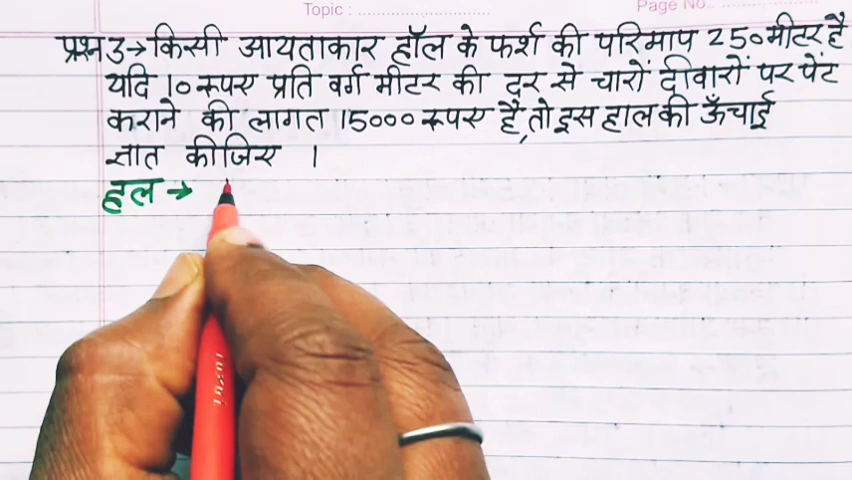 Topic :
Page No.
प्रश्न 3→ किसी आयताकार हॉल के फर्श की परिमाप 250 मीटर है
यदि 10 रूपए प्रति वर्ग मीटर की दर से चारों दीवारों पर पेंट
कराने की लागत 15000 रूपए है, तो इस हाल की ऊँचाई
ज्ञात कीजिए ।
हल →